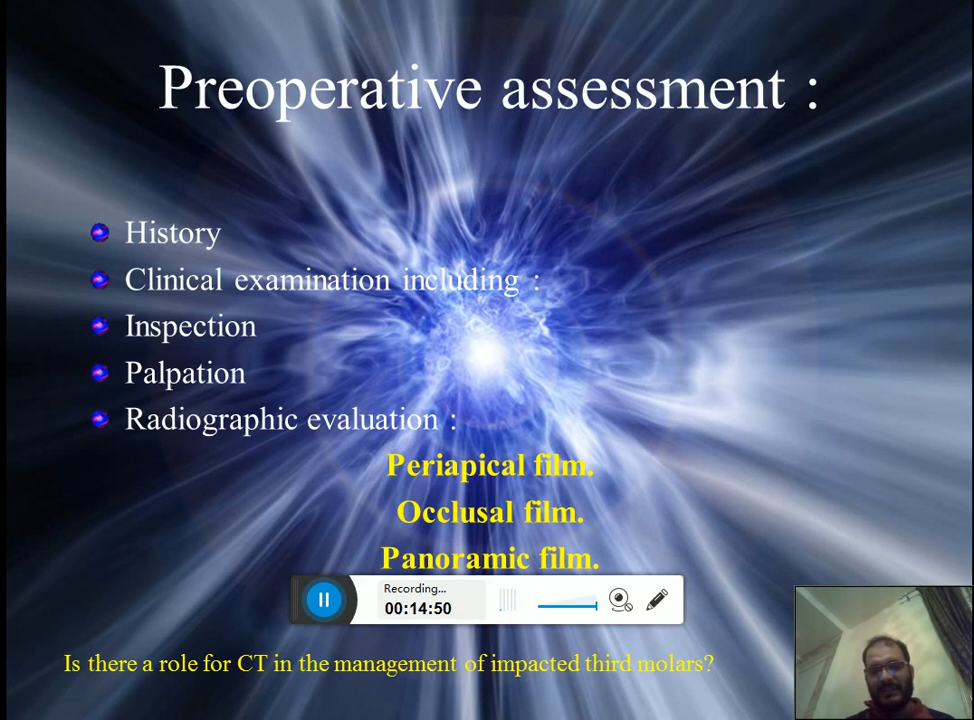 Preoperative assessment :
History
Clinical examination including :
Inspection
Palpation
Radiographic evaluation :
Periapical film.
Occlusal film.
Panoramic film.
Recording...
00:14:50
Is there a role for CT in the management of impacted third molars?